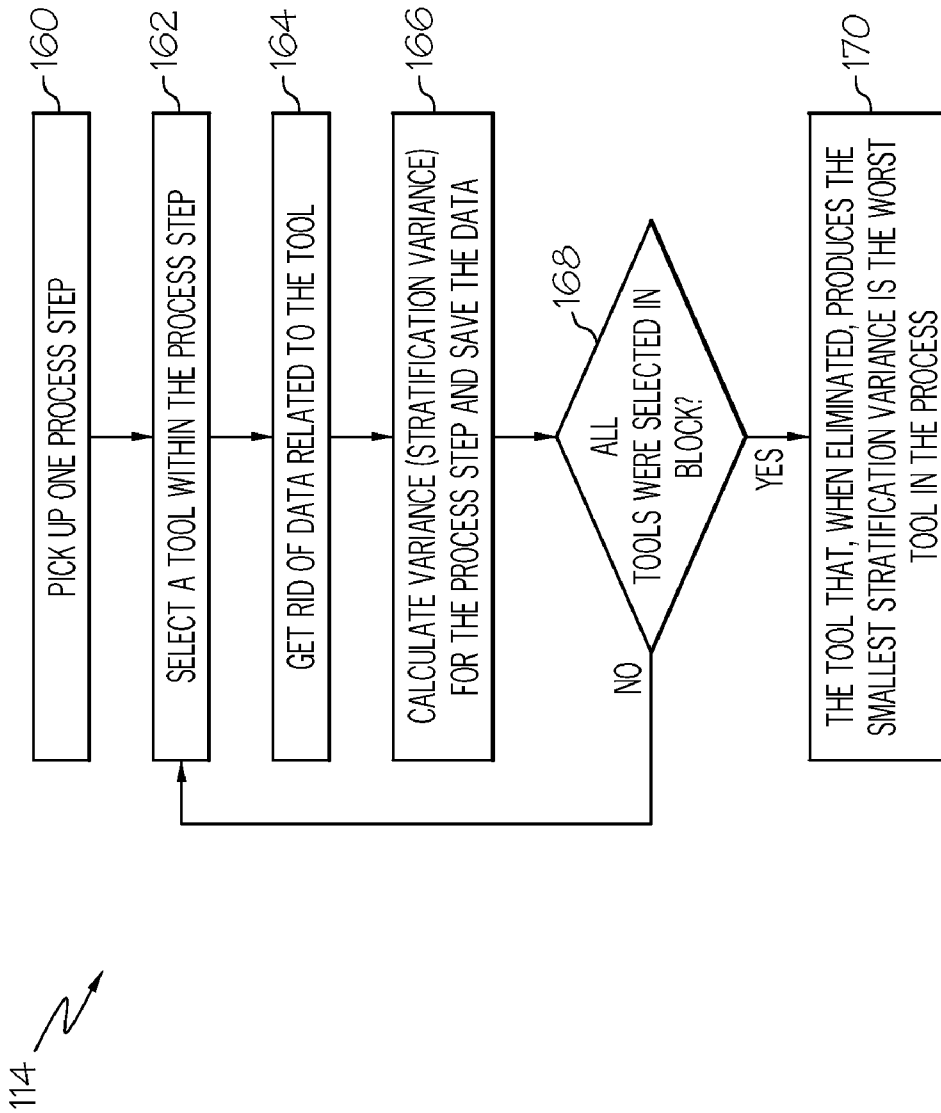 114
PICK UP ONE PROCESS STEP
160
SELECT A TOOL WITHIN THE PROCESS STEP
162
GET RID OF DATA RELATED TO THE TOOL
164
CALCULATE VARIANCE (STRATIFICATION VARIANCE)
FOR THE PROCESS STEP AND SAVE THE DATA
166
ALL
TOOLS WERE SELECTED IN
BLOCK?
168
NO
YES
THE TOOL THAT, WHEN ELIMINATED, PRODUCES THE
SMALLEST STRATIFICATION VARIANCE IS THE WORST
TOOL IN THE PROCESS
170